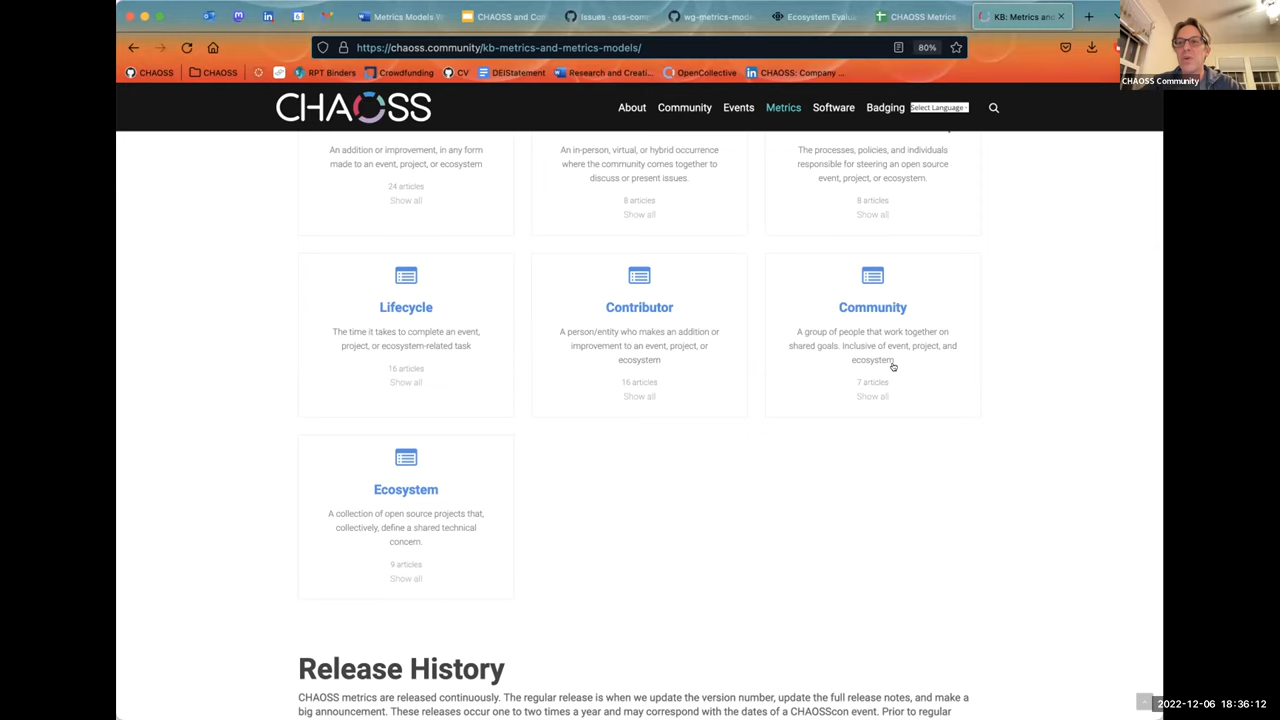 Metrics Models W
CHAOSS and Con
Issues · oss-comp
wg-metrics-mode
Ecosystem Evalua
CHAOSS Metrics
KB: Metrics and
https://chaoss.community/kb-metrics-and-metrics-models/
80%
CHAOSS
CHAOSS
RPT Binders
Crowdfunding
CV
DEIStatement
Research and Creati...
OpenCollective
CHAOSS: Company ...
CHAOSS Community
CHAOSS
About
Community
Events
Metrics
Software
Badging
Select Language
An addition or improvement, in any form
made to an event, project, or ecosystem
24 articles
Show all
An in-person, virtual, or hybrid occurrence
where the community comes together to
discuss or present issues.
8 articles
Show all
The processes, policies, and individuals
responsible for steering an open source
event, project, or ecosystem.
8 articles
Show all
Lifecycle
The time it takes to complete an event,
project, or ecosystem-related task
16 articles
Show all
Contributor
A person/entity who makes an addition or
improvement to an event, project, or
ecosystem
16 articles
Show all
Community
A group of people that work together on
shared goals. Inclusive of event, project, and
ecosystem
7 articles
Show all
Ecosystem
A collection of open source projects that,
collectively, define a shared technical
concern.
9 articles
Show all
Release History
CHAOSS metrics are released continuously. The regular release is when we update the version number, update the full release notes, and make a
big announcement. These releases occur one to two times a year and may correspond with the dates of a CHAOSScon event. Prior to regular
2022-12-06 18:36:12